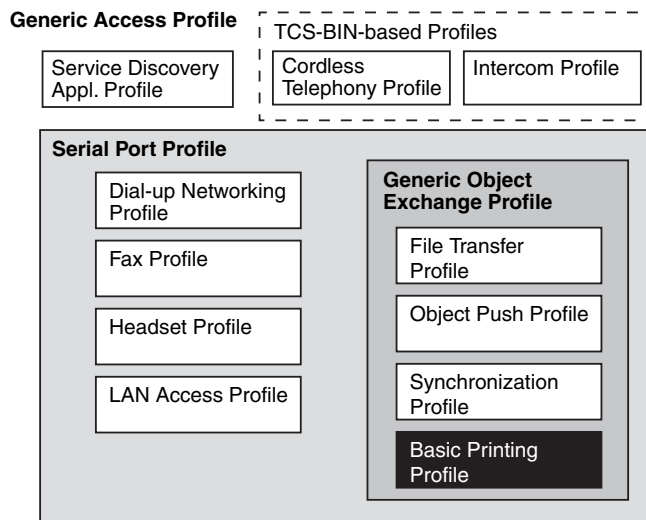 Generic Access Profile
TCS-BIN-based Profiles
Service Discovery
Appl. Profile
Cordless
Telephony Profile
Intercom Profile
Serial Port Profile
Dial-up Networking
Profile
Fax Profile
Headset Profile
LAN Access Profile
Generic Object
Exchange Profile
File Transfer
Profile
Object Push Profile
Synchronization
Profile
Basic Printing
Profile